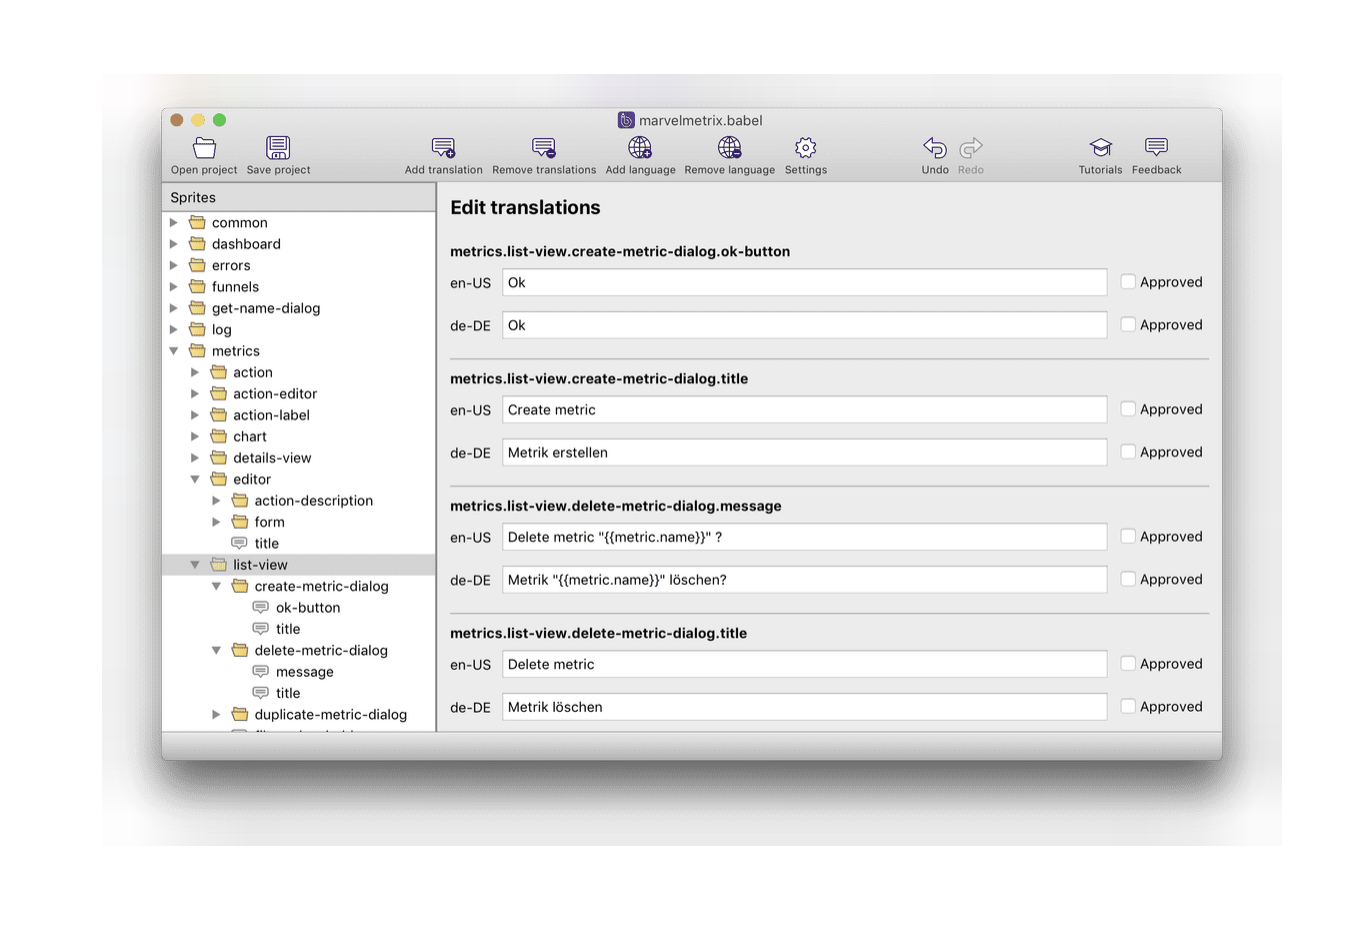 marvelmetrix.babel
Open project Save project Add translation Remove translations Add language Remove language Settings Undo Redo Tutorials Feedback
Sprites
common
dashboard
errors
funnels
get-name-dialog
log
metrics
action
action-editor
action-label
chart
details-view
editor
action-description
form
title
list-view
create-metric-dialog
ok-button
title
delete-metric-dialog
message
title
duplicate-metric-dialog
Edit translations
metrics.list-view.create-metric-dialog.ok-button
en-US Ok Approved
de-DE Ok Approved
metrics.list-view.create-metric-dialog.title
en-US Create metric Approved
de-DE Metrik erstellen Approved
metrics.list-view.delete-metric-dialog.message
en-US Delete metric "{{metric.name}}" ? Approved
de-DE Metrik "{{metric.name}}" löschen? Approved
metrics.list-view.delete-metric-dialog.title
en-US Delete metric Approved
de-DE Metrik löschen Approved